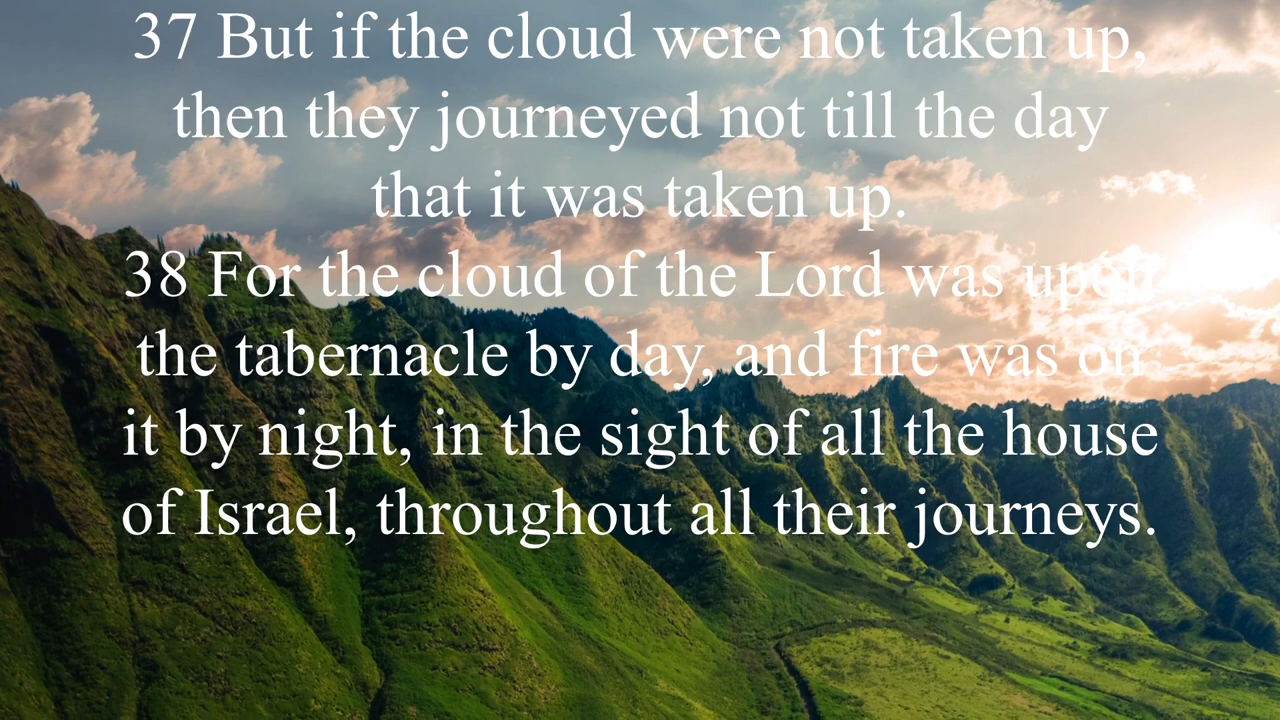 37 But if the cloud were not taken up,
then they journeyed not till the day
that it was taken up.
38 For the cloud of the Lord was upon
the tabernacle by day, and fire was on
it by night, in the sight of all the house
of Israel, throughout all their journeys.